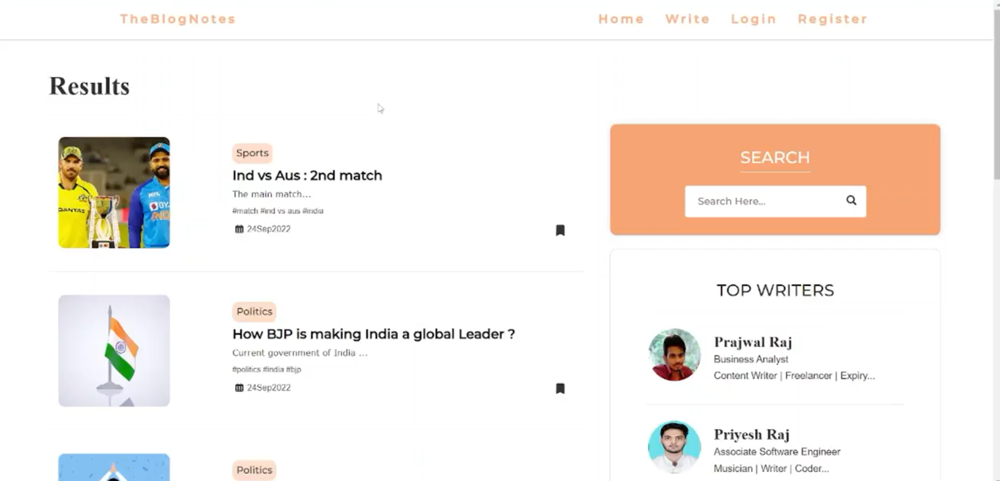 TheBlogNotes
Home Write Login Register
Results
Sports
Ind vs Aus : 2nd match
The main match...
#match #ind vs aus #india
24Sep2022
QANTAS
Politics
How BJP is making India a global Leader ?
Current government of India ...
#politics #india #bjp
24Sep2022
Politics
SEARCH
Search Here...
TOP WRITERS
Prajwal Raj
Business Analyst
Content Writer | Freelancer | Expiry...
Priyesh Raj
Associate Software Engineer
Musician | Writer | Coder...